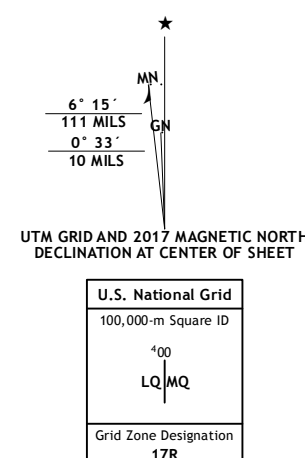 MN.
6° 15´
111 MILS
GN
0° 33´
10 MILS
UTM GRID AND 2017 MAGNETIC NORTH
DECLINATION AT CENTER OF SHEET
U.S. National Grid
100,000-m Square ID
⁴00
LQ MQ
Grid Zone Designation
17R